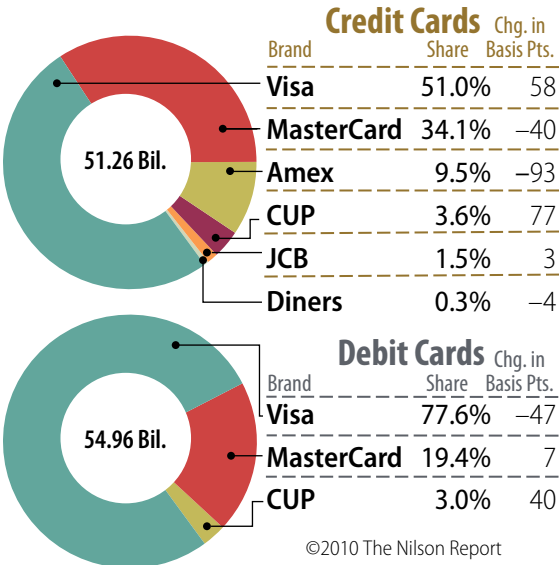 Credit Cards Chg. in
Brand Share Basis Pts.
Visa 51.0% 58
MasterCard 34.1% –40
51.26 Bil.
Amex 9.5% –93
CUP 3.6% 77
JCB 1.5% 3
Diners 0.3% –4
Debit Cards Chg. in
Brand Share Basis Pts.
Visa 77.6% –47
54.96 Bil.
MasterCard 19.4% 7
CUP 3.0% 40
©2010 The Nilson Report